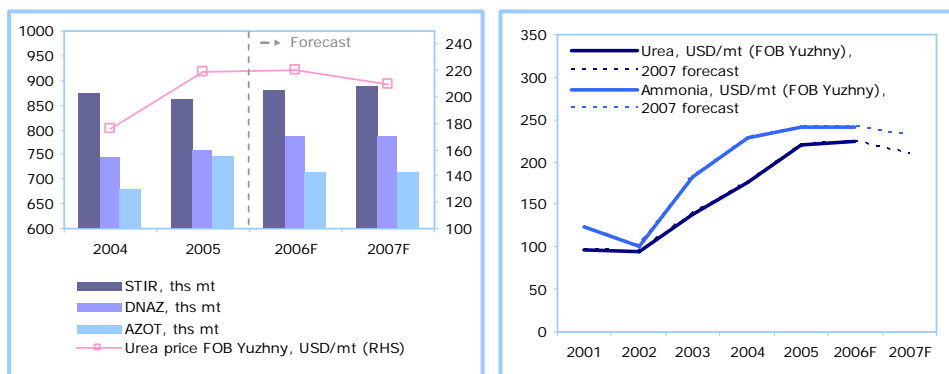 1000
950
900
850
800
750
700
650
600
Forecast
240
220
200
180
160
140
120
100
2004 2005 2006F 2007F
STIR, ths mt
DNAZ, ths mt
AZOT, ths mt
Urea price FOB Yuzhny, USD/mt (RHS)
350
300
250
200
150
100
50
0
Urea, USD/mt (FOB Yuzhny),
2007 forecast
Ammonia, USD/mt (FOB Yuzhny),
2007 forecast
2001 2002 2003 2004 2005 2006F 2007F